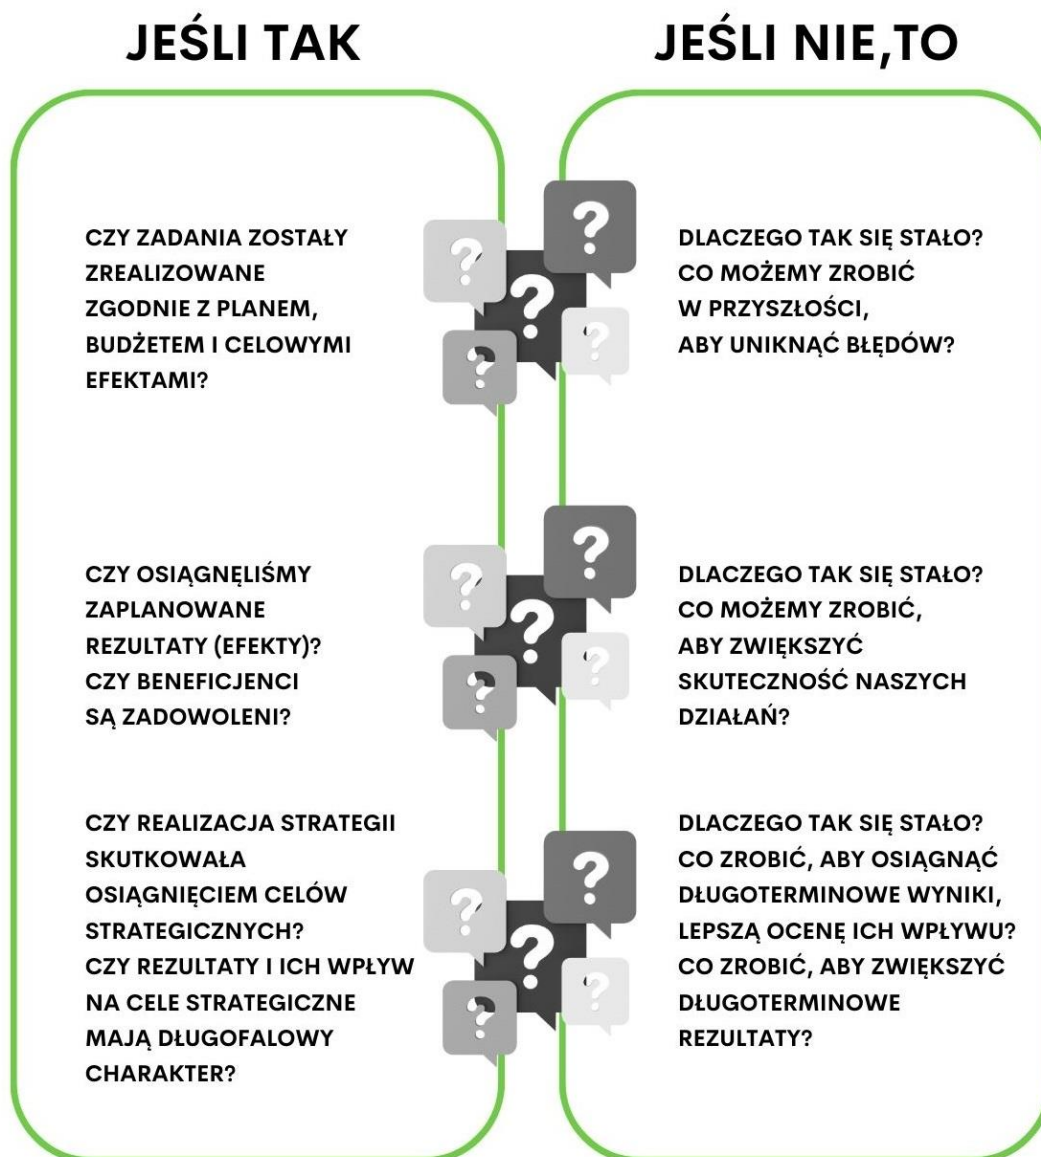 JEŚLI TAK
JEŚLI NIE,TO
CZY ZADANIA ZOSTAŁY
ZREALIZOWANE
ZGODNIE Z PLANEM,
BUDŻETEM I CELOWYMI
EFEKTAMI?
DLACZEGO TAK SIĘ STAŁO?
CO MOŻEMY ZROBIĆ
W PRZYSZŁOŚCI,
ABY UNIKNĄĆ BŁĘDÓW?
CZY OSIĄGNĘLIŚMY
ZAPLANOWANE
REZULTATY (EFEKTY)?
CZY BENEFICJENCI
SĄ ZADOWOLENI?
DLACZEGO TAK SIĘ STAŁO?
CO MOŻEMY ZROBIĆ,
ABY ZWIĘKSZYĆ
SKUTECZNOŚĆ NASZYCH
DZIAŁAŃ?
CZY REALIZACJA STRATEGII
SKUTKOWAŁA
OSIĄGNIĘCIEM CELÓW
STRATEGICZNYCH?
CZY REZULTATY I ICH WPŁYW
NA CELE STRATEGICZNE
MAJĄ DŁUGOFALOWY
CHARAKTER?
DLACZEGO TAK SIĘ STAŁO?
CO ZROBIĆ, ABY OSIĄGNĄĆ
DŁUGOTERMINOWE WYNIKI,
LEPSZĄ OCENĘ ICH WPŁYWU?
CO ZROBIĆ, ABY ZWIĘKSZYĆ
DŁUGOTERMINOWE
REZULTATY?